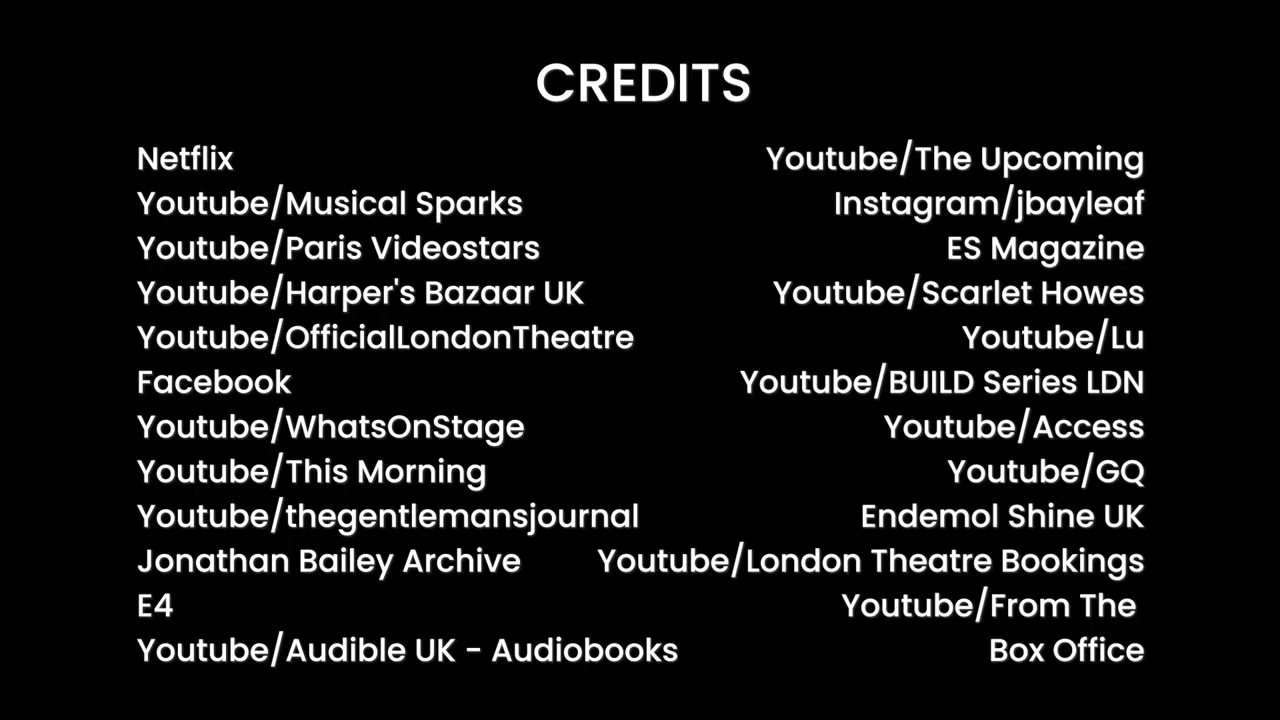 CREDITS
Netflix
Youtube/Musical Sparks
Youtube/Paris Videostars
Youtube/Harper's Bazaar UK
Youtube/OfficialLondonTheatre
Facebook
Youtube/WhatsOnStage
Youtube/This Morning
Youtube/thegentlemansjournal
Jonathan Bailey Archive
E4
Youtube/Audible UK - Audiobooks
Youtube/The Upcoming
Instagram/jbayleaf
ES Magazine
Youtube/Scarlet Howes
Youtube/Lu
Youtube/BUILD Series LDN
Youtube/Access
Youtube/GQ
Endemol Shine UK
Youtube/London Theatre Bookings
Youtube/From The
Box Office